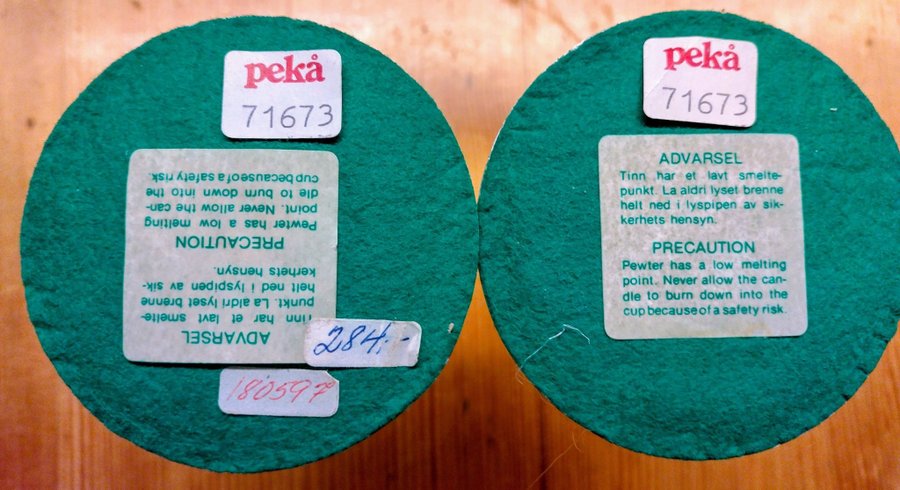 pekå
71673
ADVARSEL
Tinn har et lavt smelte-
punkt. La aldri lyset brenne
helt ned i lyspipen av sik-
kerhets hensyn.
PRECAUTION
Pewter has a low melting
point. Never allow the can-
dle to burn down into the
cup because of a safety risk.
284,-
180597
pekå
71673
ADVARSEL
Tinn har et lavt smelte-
punkt. La aldri lyset brenne
helt ned i lyspipen av sik-
kerhets hensyn.
PRECAUTION
Pewter has a low melting
point. Never allow the can-
dle to burn down into the
cup because of a safety risk.